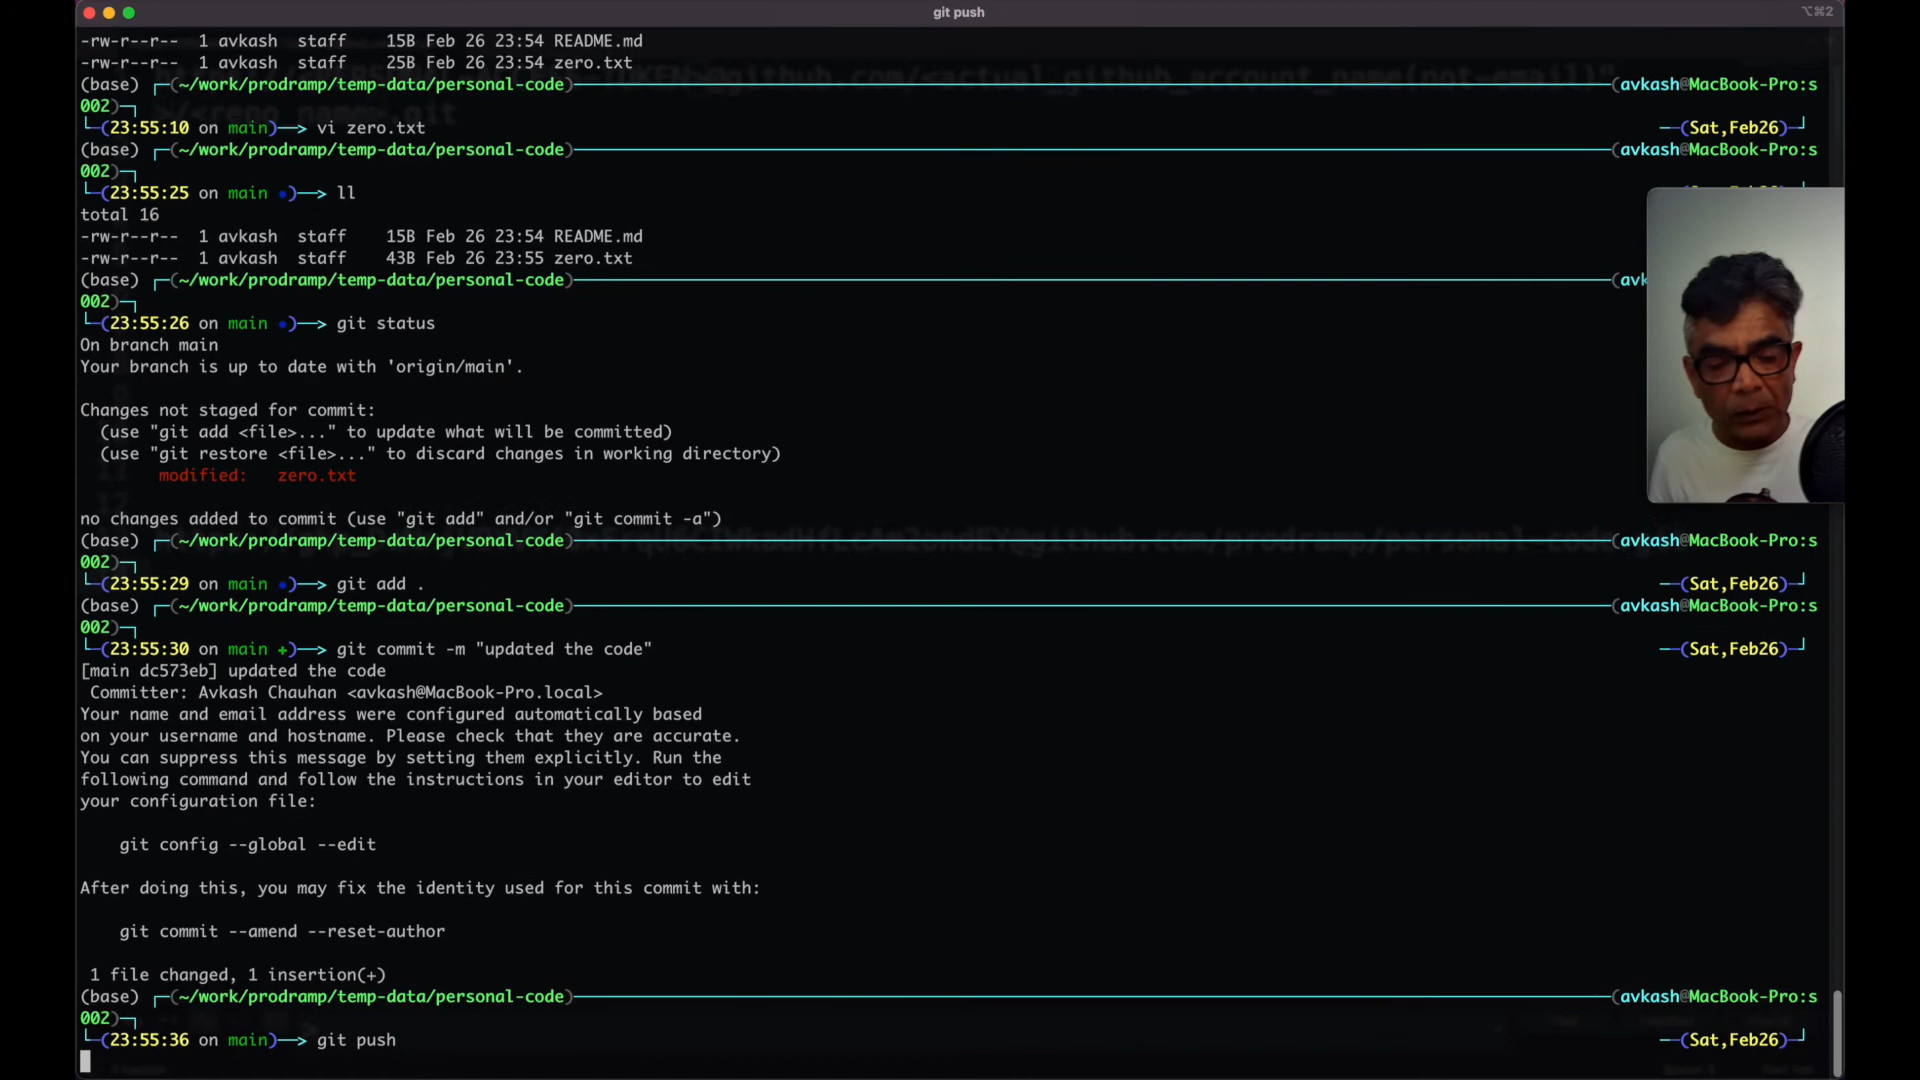 git push
⌥⌘2
-rw-r--r--  1 avkash  staff    15B Feb 26 23:54 README.md
-rw-r--r--  1 avkash  staff    25B Feb 26 23:54 zero.txt
(base) ┌─(~/work/prodramp/temp-data/personal-code)──(avkash@MacBook-Pro:s
002)─┐
└─(23:55:10 on main)──> vi zero.txt ─(Sat,Feb26)─┘
(base) ┌─(~/work/prodramp/temp-data/personal-code)──(avkash@MacBook-Pro:s
002)─┐
└─(23:55:25 on main ●)──> ll
total 16
-rw-r--r--  1 avkash  staff    15B Feb 26 23:54 README.md
-rw-r--r--  1 avkash  staff    43B Feb 26 23:55 zero.txt
(base) ┌─(~/work/prodramp/temp-data/personal-code)──(avk
002)─┐
└─(23:55:26 on main ●)──> git status
On branch main
Your branch is up to date with 'origin/main'.
Changes not staged for commit:
  (use "git add <file>..." to update what will be committed)
  (use "git restore <file>..." to discard changes in working directory)
        modified:   zero.txt
no changes added to commit (use "git add" and/or "git commit -a")
(base) ┌─(~/work/prodramp/temp-data/personal-code)──(avkash@MacBook-Pro:s
002)─┐
└─(23:55:29 on main ●)──> git add . ─(Sat,Feb26)─┘
(base) ┌─(~/work/prodramp/temp-data/personal-code)──(avkash@MacBook-Pro:s
002)─┐
└─(23:55:30 on main +)──> git commit -m "updated the code" ─(Sat,Feb26)─┘
[main dc573eb] updated the code
 Committer: Avkash Chauhan <avkash@MacBook-Pro.local>
Your name and email address were configured automatically based
on your username and hostname. Please check that they are accurate.
You can suppress this message by setting them explicitly. Run the
following command and follow the instructions in your editor to edit
your configuration file:
    git config --global --edit
After doing this, you may fix the identity used for this commit with:
    git commit --amend --reset-author
 1 file changed, 1 insertion(+)
(base) ┌─(~/work/prodramp/temp-data/personal-code)──(avkash@MacBook-Pro:s
002)─┐
└─(23:55:36 on main)──> git push ─(Sat,Feb26)─┘